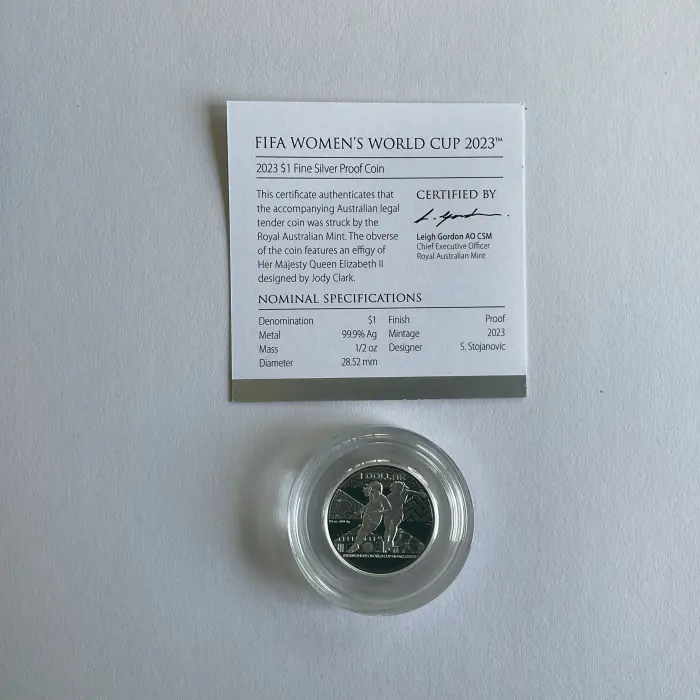 FIFA WOMEN'S WORLD CUP 2023™
2023 $1 Fine Silver Proof Coin
This certificate authenticates that
the accompanying Australian legal
tender coin was struck by the
Royal Australian Mint. The obverse
of the coin features an effigy of
Her Majesty Queen Elizabeth II
designed by Jody Clark.
CERTIFIED BY
L. Gordon.
Leigh Gordon AO CSM
Chief Executive Officer
Royal Australian Mint
NOMINAL SPECIFICATIONS
Denomination $1 Finish Proof
Metal 99.9% Ag Mintage 2023
Mass 1/2 oz Designer S. Stojanovic
Diameter 28.52 mm
1 DOLLAR